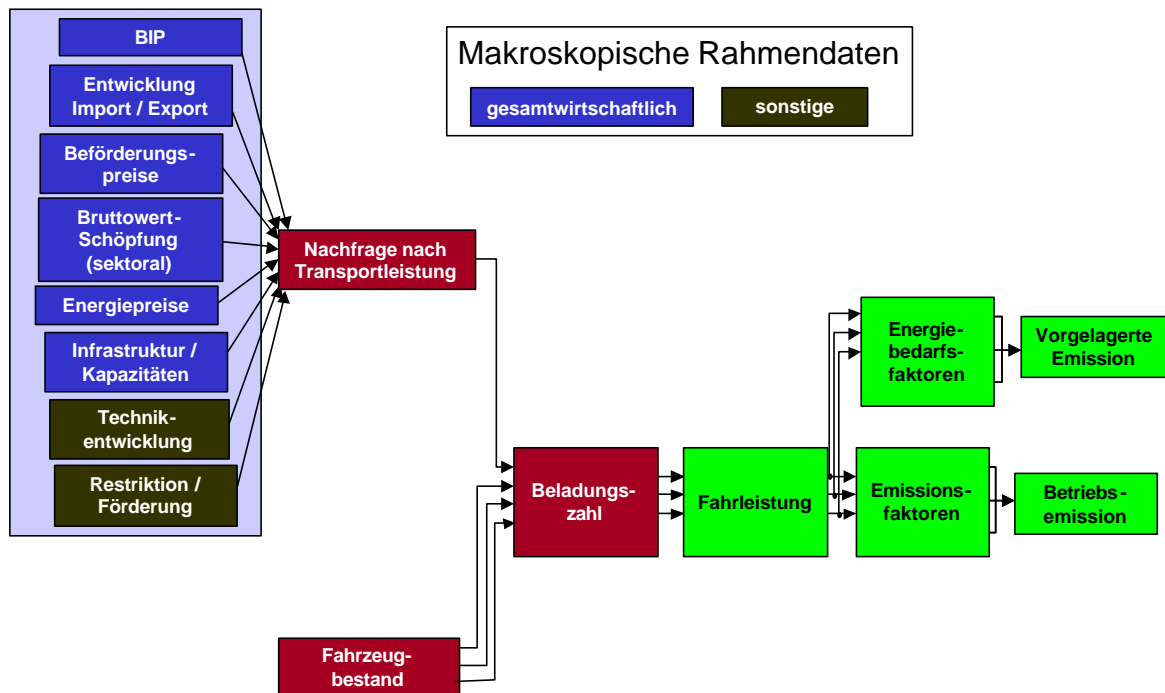 BIP
Entwicklung
Import / Export
Beförderungs-
preise
Bruttowert-
Schöpfung
(sektoral)
Energiepreise
Infrastruktur /
Kapazitäten
Technik-
entwicklung
Restriktion /
Förderung
Makroskopische Rahmendaten
gesamtwirtschaftlich
sonstige
Nachfrage nach
Transportleistung
Fahrzeug-
bestand
Beladungs-
zahl
Fahrleistung
Energie-
bedarfs-
faktoren
Vorgelagerte
Emission
Emissions-
faktoren
Betriebs-
emission